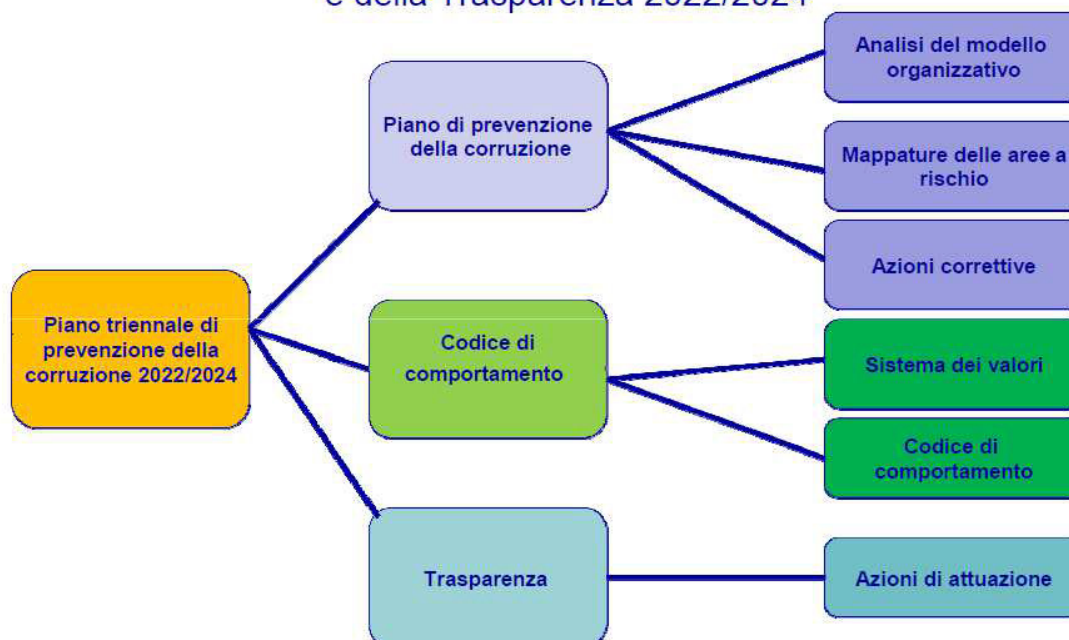 e della Trasparenza 2022/2024
Analisi del modello
organizzativo
Piano di prevenzione
della corruzione
Mappature delle aree a
rischio
Azioni correttive
Piano triennale di
prevenzione della
corruzione 2022/2024
Codice di
comportamento
Sistema dei valori
Codice di
comportamento
Trasparenza
Azioni di attuazione